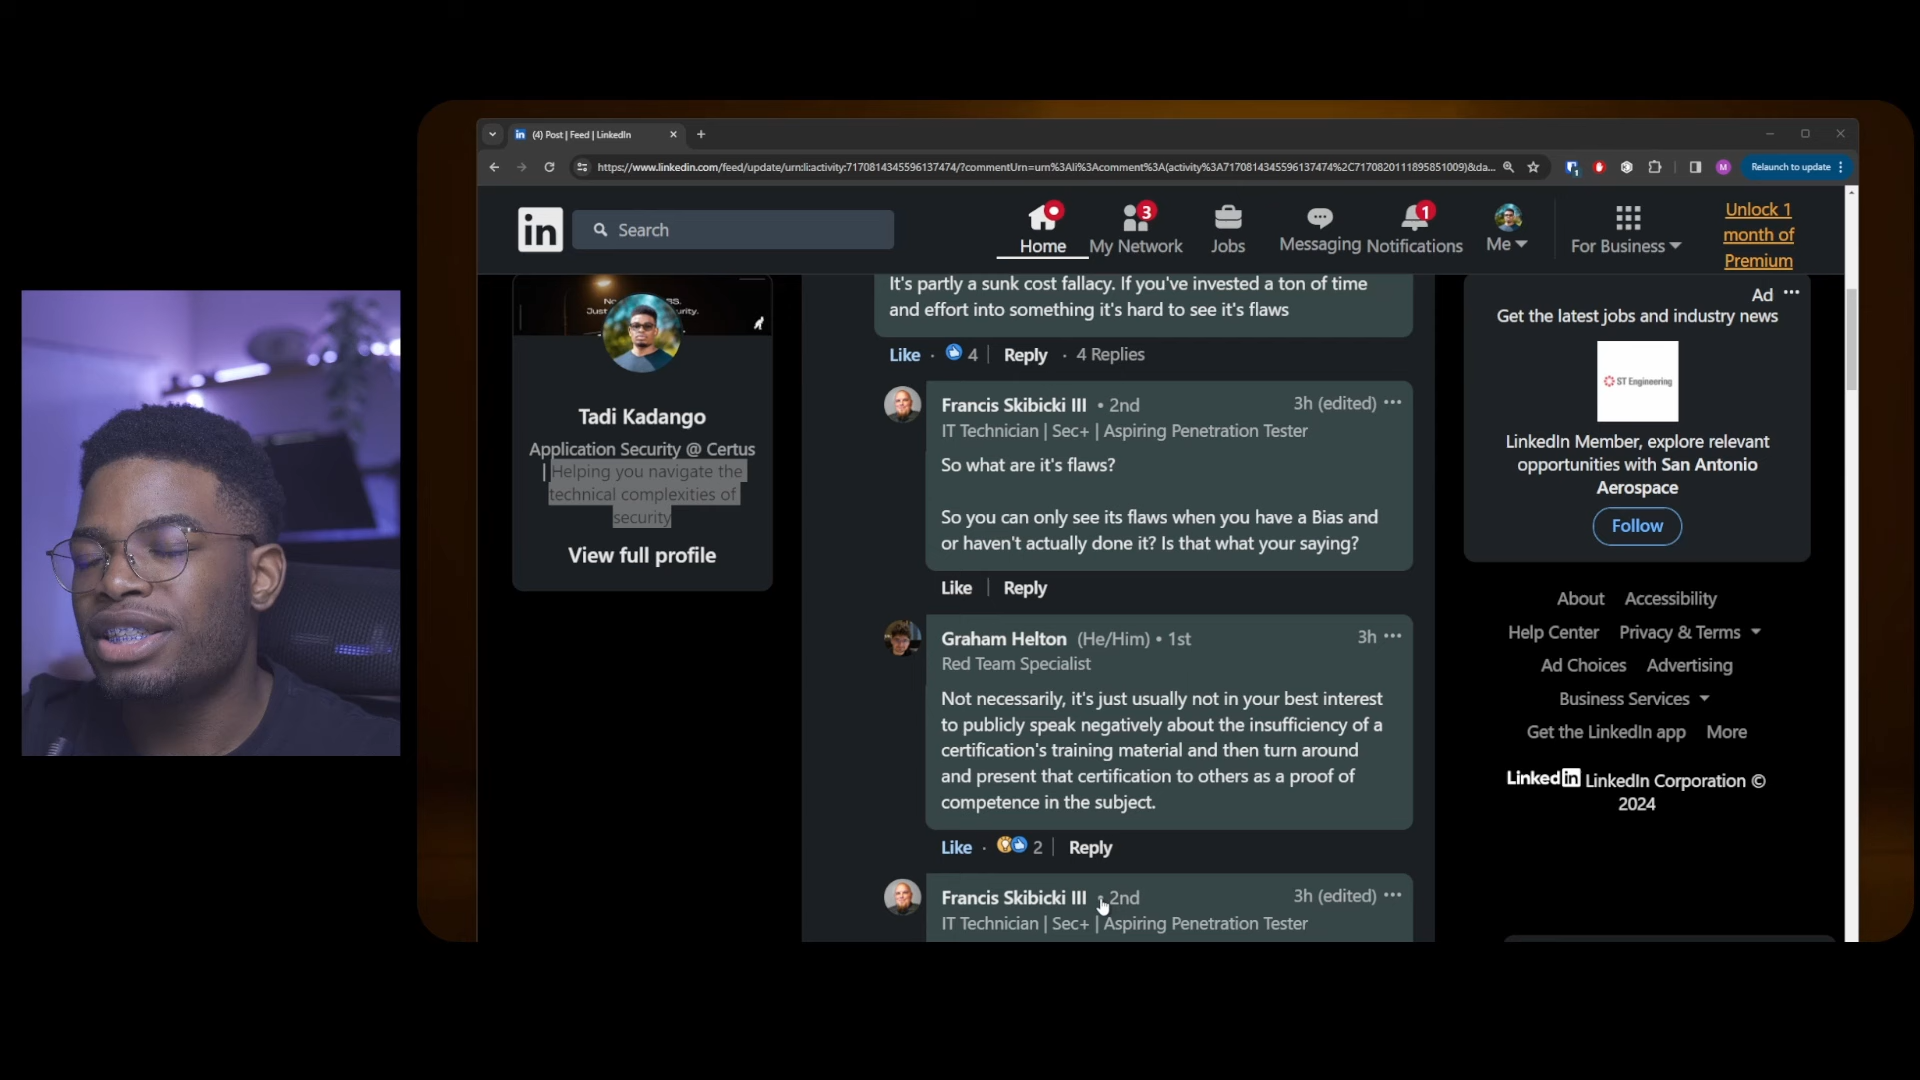 (4) Post | Feed | LinkedIn
https://www.linkedin.com/feed/update/urn:li:activity:7170814345596137474/?commentUrn=urn%3Ali%3Acomment%3A(activity%3A7170814345596137474%2C7170820111895851009)&da...
Relaunch to update
in
Search
Home
3
My Network
Jobs
Messaging
1
Notifications
Me
For Business
Unlock 1
month of
Premium
Tadi Kadango
Application Security @ Certus
| Helping you navigate the
technical complexities of
security
View full profile
It's partly a sunk cost fallacy. If you've invested a ton of time
and effort into something it's hard to see it's flaws
Like · 4 | Reply · 4 Replies
Francis Skibicki III • 2nd
3h (edited)
IT Technician | Sec+ | Aspiring Penetration Tester
So what are it's flaws?
So you can only see its flaws when you have a Bias and
or haven't actually done it? Is that what your saying?
Like | Reply
Graham Helton (He/Him) • 1st
3h
Red Team Specialist
Not necessarily, it's just usually not in your best interest
to publicly speak negatively about the insufficiency of a
certification's training material and then turn around
and present that certification to others as a proof of
competence in the subject.
Like · 2 | Reply
Francis Skibicki III • 2nd
3h (edited)
IT Technician | Sec+ | Aspiring Penetration Tester
Ad
Get the latest jobs and industry news
ST Engineering
LinkedIn Member, explore relevant
opportunities with San Antonio
Aerospace
Follow
About Accessibility
Help Center Privacy & Terms
Ad Choices Advertising
Business Services
Get the LinkedIn app More
LinkedIn LinkedIn Corporation ©
2024